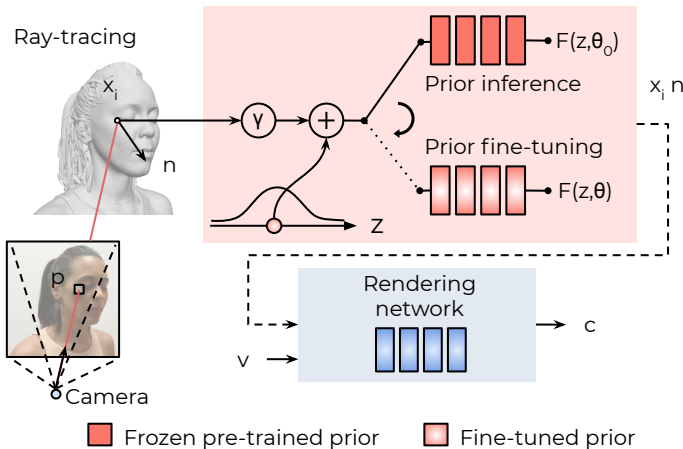 Ray-tracing
x_i
n
p
Camera
γ
+
z
F(z,θ_0)
Prior inference
Prior fine-tuning
F(z,θ)
x_i n
Rendering
network
v
c
Frozen pre-trained prior
Fine-tuned prior